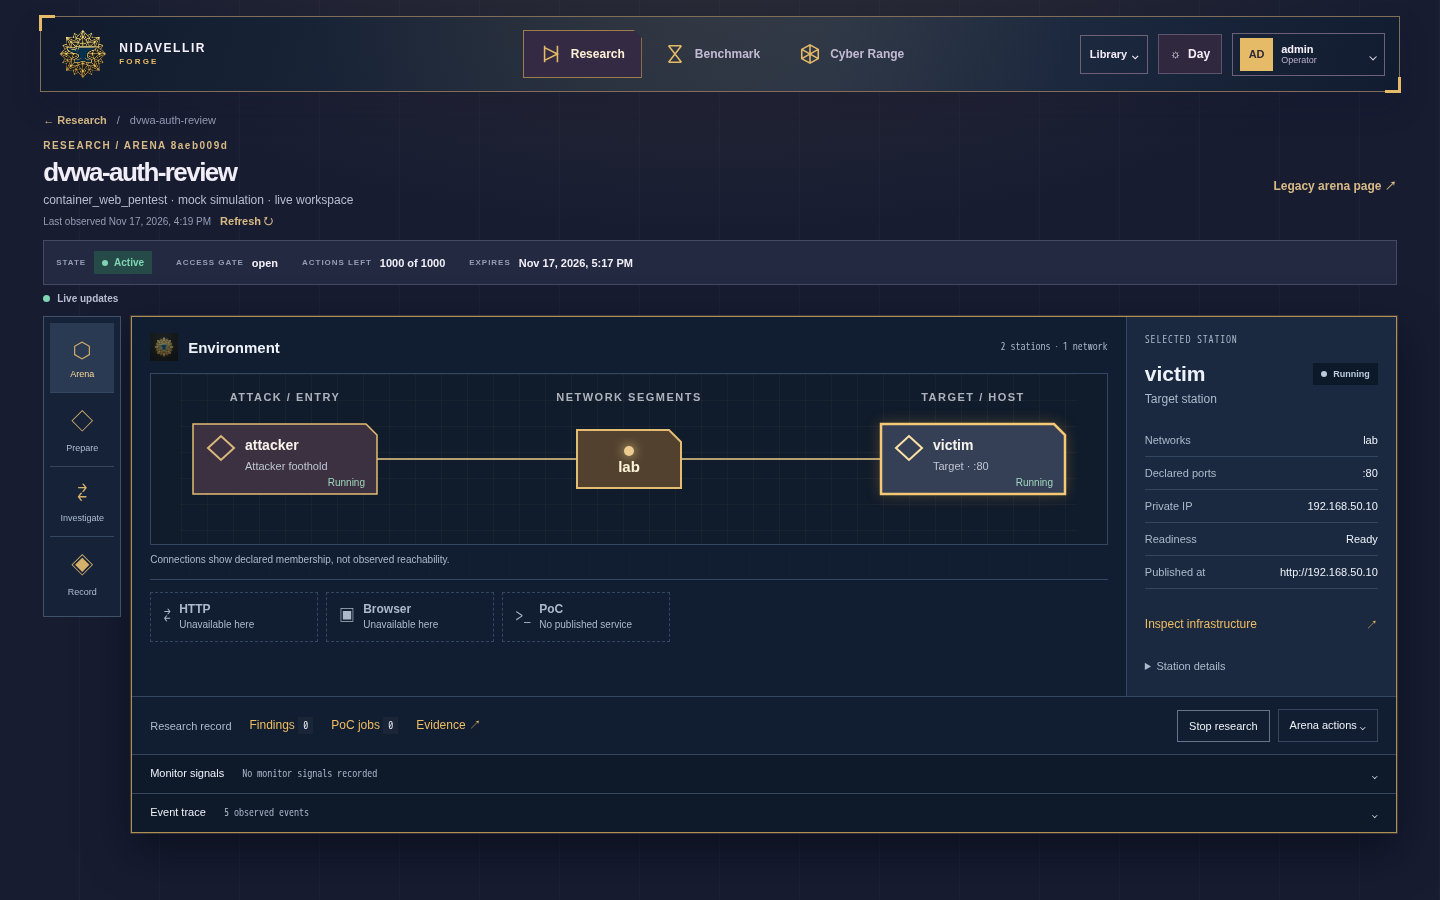 NIDAVELLIR
FORGE
Research
Benchmark
Cyber Range
Library
Day
AD
admin
Operator
← Research / dvwa-auth-review
RESEARCH / ARENA 8aeb009d
dvwa-auth-review
container_web_pentest · mock simulation · live workspace
Legacy arena page ↗
Last observed Nov 17, 2026, 4:19 PM Refresh ↻
STATE Active ACCESS GATE open ACTIONS LEFT 1000 of 1000 EXPIRES Nov 17, 2026, 5:17 PM
Live updates
Arena
Prepare
Investigate
Record
Environment
2 stations · 1 network
ATTACK / ENTRY
NETWORK SEGMENTS
TARGET / HOST
attacker
Attacker foothold
Running
lab
victim
Target · :80
Running
Connections show declared membership, not observed reachability.
HTTP
Unavailable here
Browser
Unavailable here
>_ PoC
No published service
SELECTED STATION
victim
Running
Target station
Networks lab
Declared ports :80
Private IP 192.168.50.10
Readiness Ready
Published at http://192.168.50.10
Inspect infrastructure ↗
▶ Station details
Research record Findings 0 PoC jobs 0 Evidence ↗
Stop research
Arena actions
Monitor signals No monitor signals recorded
Event trace 5 observed events